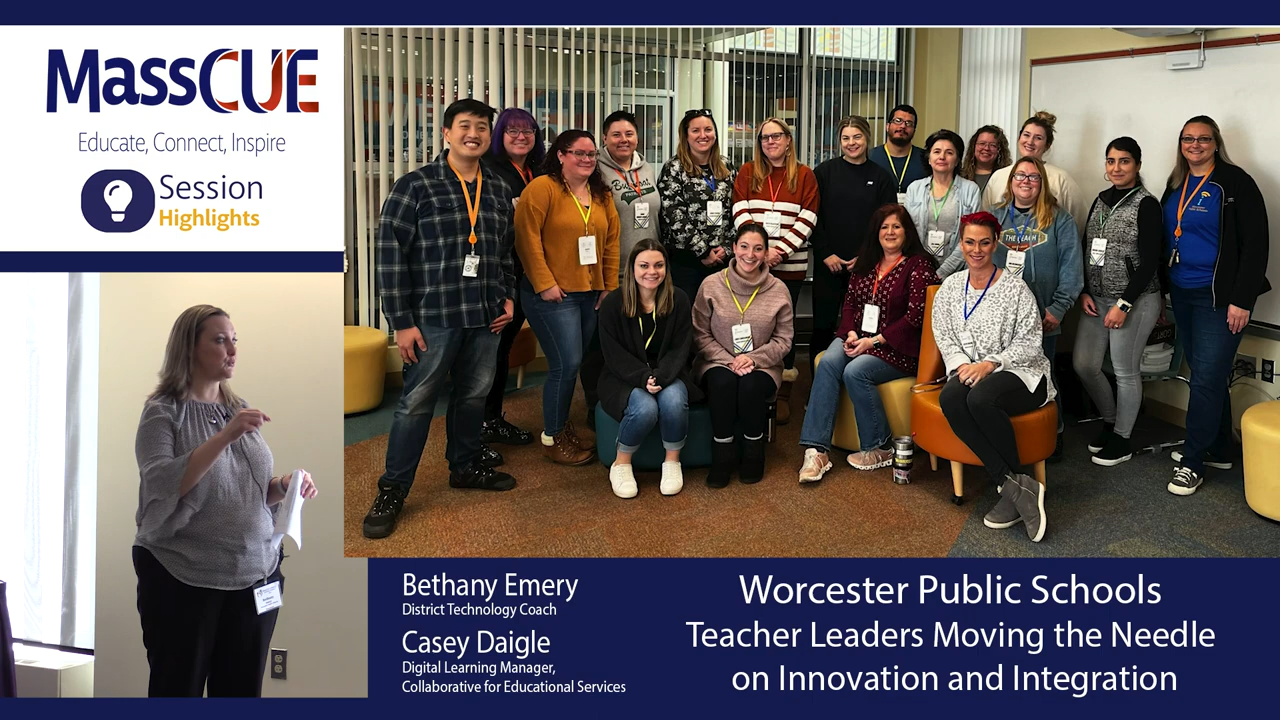 MassCUE
Educate, Connect, Inspire
Session
Highlights
Bethany Emery
District Technology Coach
Casey Daigle
Digital Learning Manager,
Collaborative for Educational Services
Worcester Public Schools
Teacher Leaders Moving the Needle
on Innovation and Integration